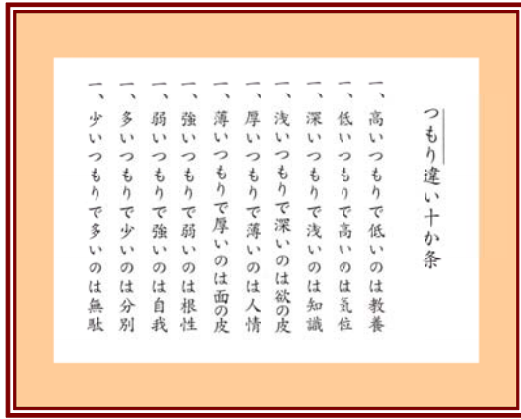 つもり違い十か条
一、高いつもりで低いのは教養
一、低いつもりで高いのは気位
一、深いつもりで浅いのは知識
一、浅いつもりで深いのは欲の皮
一、厚いつもりで薄いのは人情
一、薄いつもりで厚いのは面の皮
一、強いつもりで弱いのは根性
一、弱いつもりで強いのは自我
一、多いつもりで少いのは分別
一、少いつもりで多いのは無駄